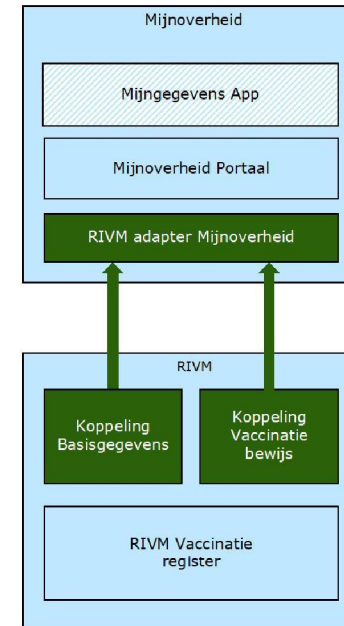 Mijnoverheid
Mijngegevens App
Mijnoverheid Portaal
RIVM adapter Mijnoverheid
RIVM
Koppeling
Basisgegevens
Koppeling
Vaccinatie
bewijs
RIVM Vaccinatie
register